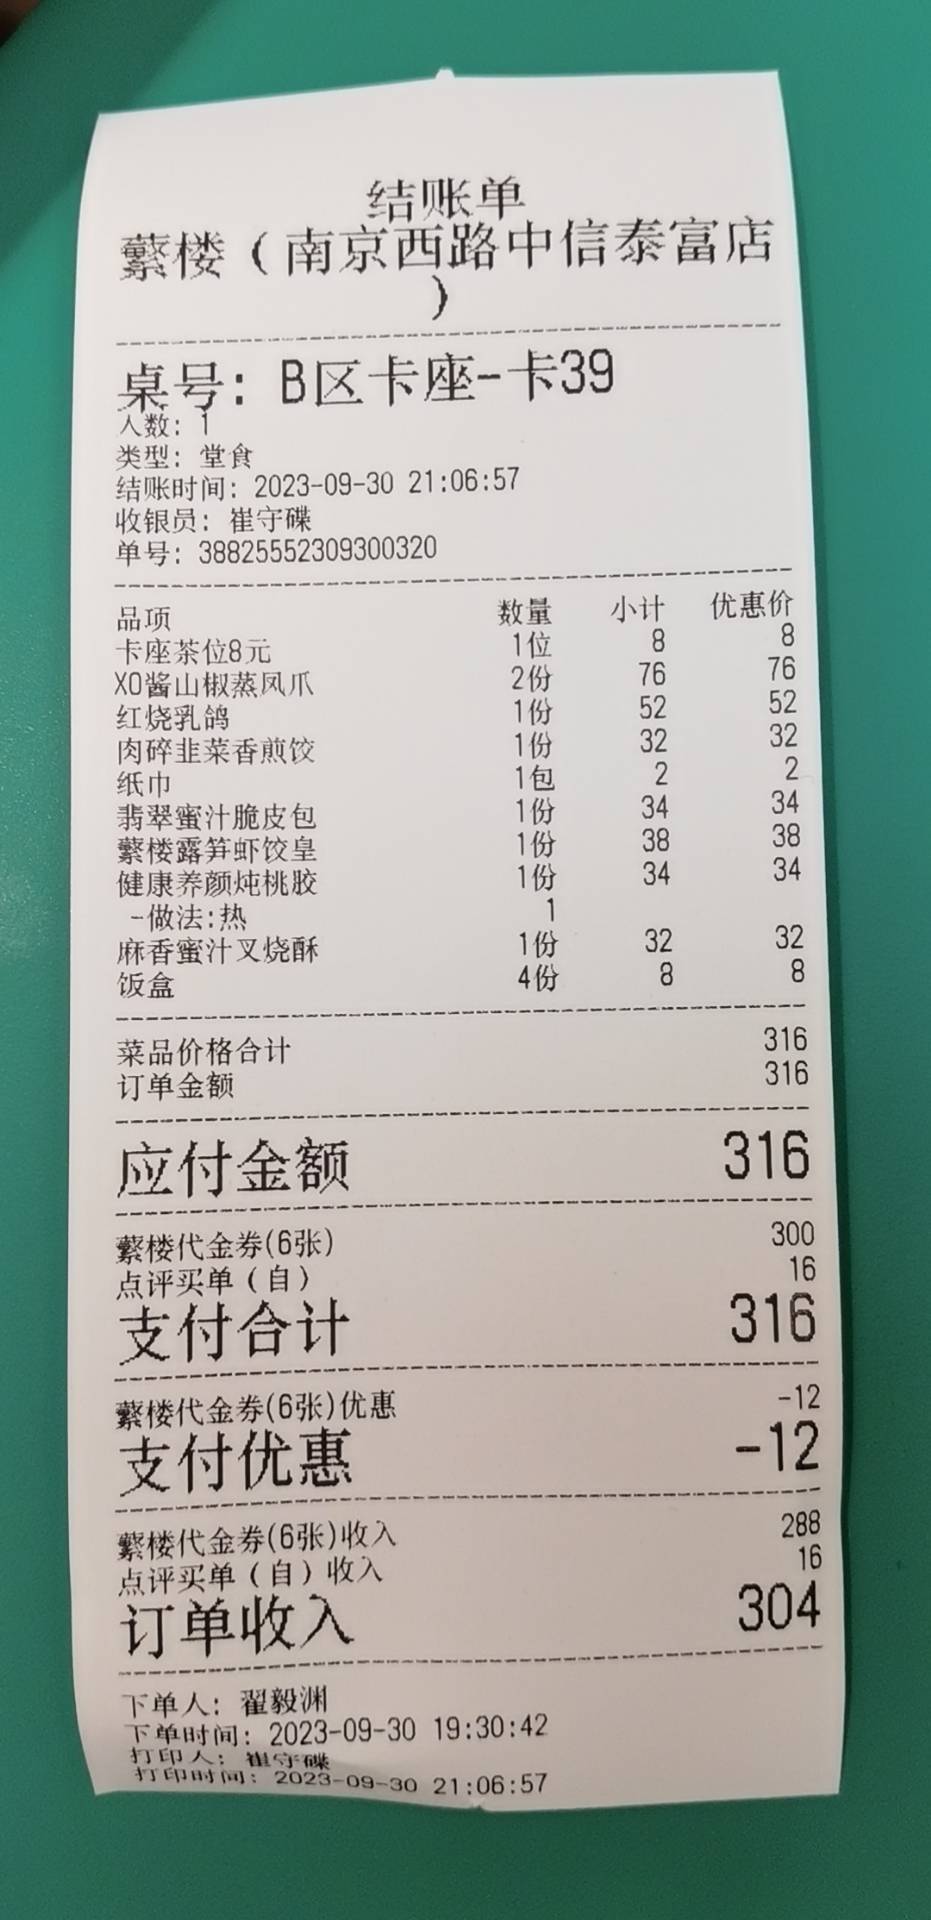 结账单
蘩楼（南京西路中信泰富店
）
桌号: B区卡座-卡39
人数: 1
类型: 堂食
结账时间: 2023-09-30 21:06:57
收银员: 崔守碟
单号: 38825552309300320
品项 数量 小计 优惠价
卡座茶位8元 1位 8 8
XO酱山椒蒸凤爪 2份 76 76
红烧乳鸽 1份 52 52
肉碎韭菜香煎饺 1份 32 32
纸巾 1包 2 2
翡翠蜜汁脆皮包 1份 34 34
蘩楼露笋虾饺皇 1份 38 38
健康养颜炖桃胶 1份 34 34
-做法:热 1
麻香蜜汁叉烧酥 1份 32 32
饭盒 4份 8 8
菜品价格合计 316
订单金额 316
应付金额 316
蘩楼代金券(6张) 300
点评买单（自） 16
支付合计 316
蘩楼代金券(6张)优惠 -12
支付优惠 -12
蘩楼代金券(6张)收入 288
点评买单（自）收入 16
订单收入 304
下单人: 翟毅渊
下单时间: 2023-09-30 19:30:42
打印人: 崔守碟
打印时间: 2023-09-30 21:06:57